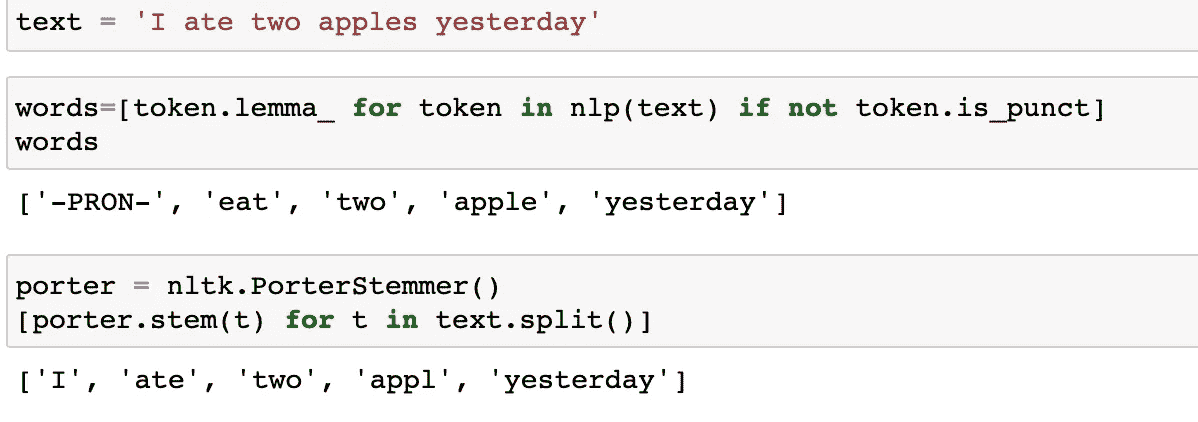 text = 'I ate two apples yesterday'
words=[token.lemma_ for token in nlp(text) if not token.is_punct]
words
['-PRON-', 'eat', 'two', 'apple', 'yesterday']
porter = nltk.PorterStemmer()
[porter.stem(t) for t in text.split()]
['I', 'ate', 'two', 'appl', 'yesterday']